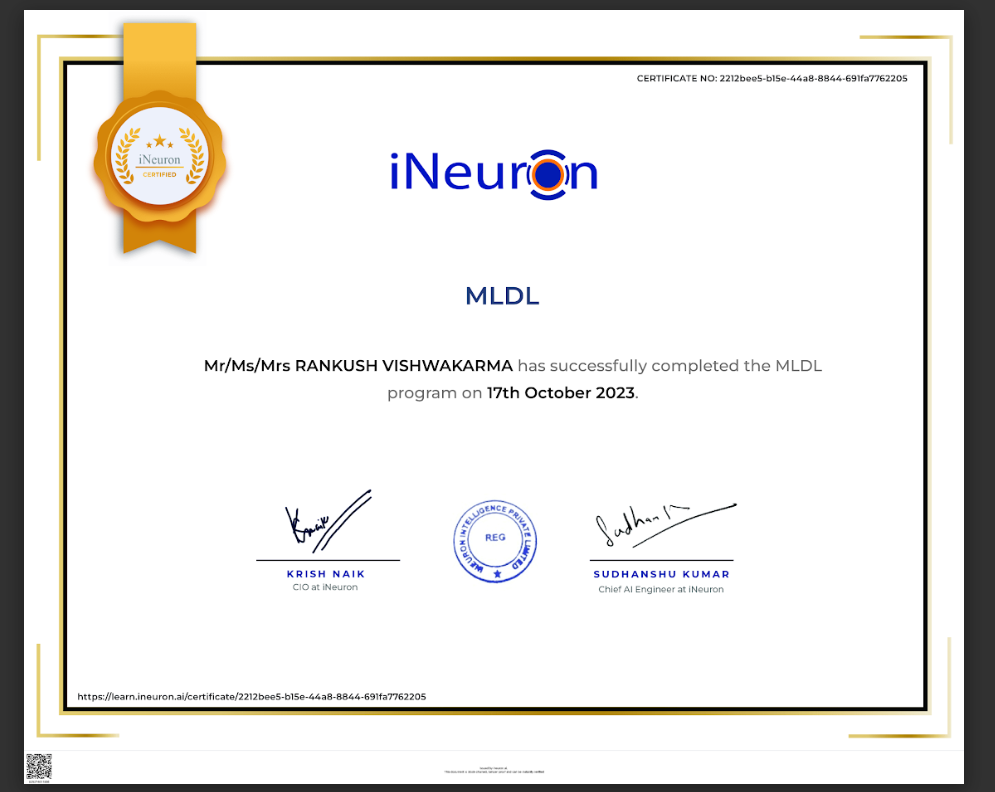 CERTIFICATE NO: 2212bee5-b15e-44a8-8844-691fa7762205
iNeuron
CERTIFIED
iNeuron
MLDL
Mr/Ms/Mrs RANKUSH VISHWAKARMA has successfully completed the MLDL
program on 17th October 2023.
Knaik
Sudhansh
INEURON INTELLIGENCE PRIVATE LIMITED
REG
KRISH NAIK
CIO at iNeuron
SUDHANSHU KUMAR
Chief AI Engineer at iNeuron
https://learn.ineuron.ai/certificate/2212bee5-b15e-44a8-8844-691fa7762205